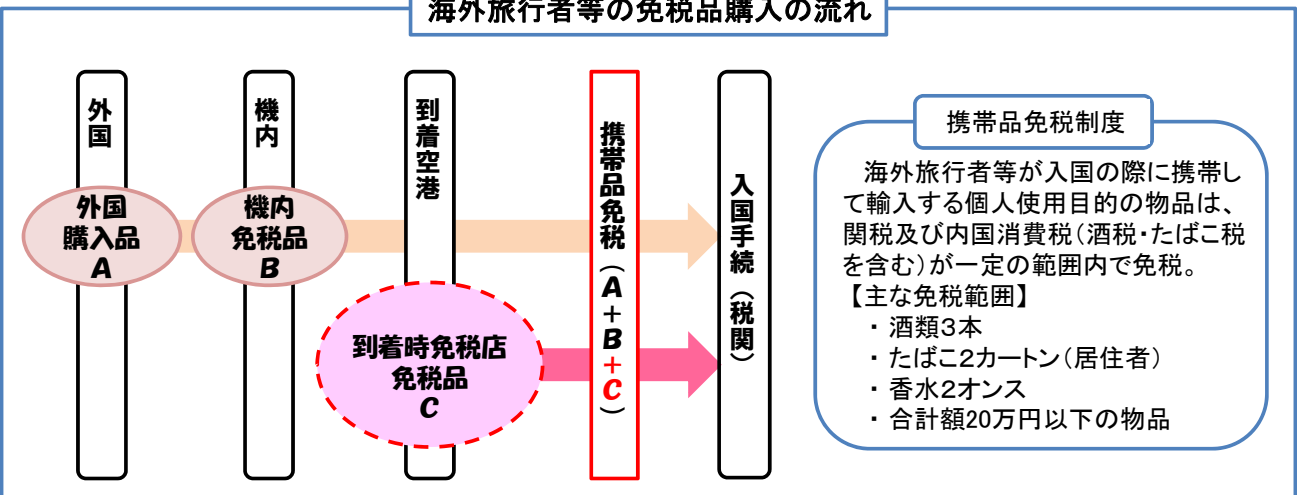 海外旅行者等の免税品購入の流れ
外国
機内
到着空港
携帯品免税（A＋B＋C）
入国手続（税関）
外国
購入品
A
機内
免税品
B
到着時免税店
免税品
C
携帯品免税制度
海外旅行者等が入国の際に携帯し
て輸入する個人使用目的の物品は、
関税及び内国消費税（酒税・たばこ税
を含む）が一定の範囲内で免税。
【主な免税範囲】
・ 酒類３本
・ たばこ２カートン（居住者）
・ 香水２オンス
・ 合計額20万円以下の物品